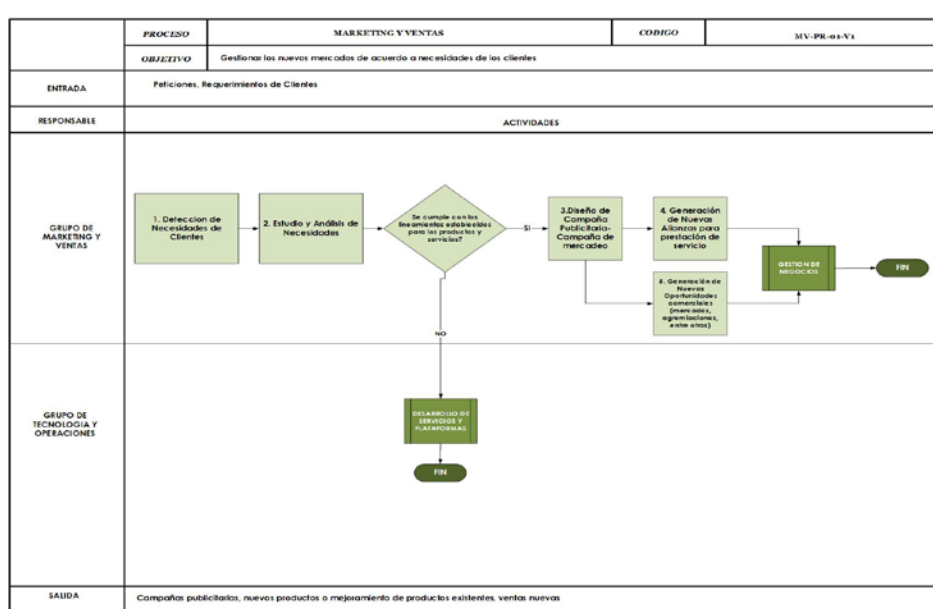 PROCESO
MARKETING Y VENTAS
CODIGO
MV-PR-01-V1
OBJETIVO
Gestionar los nuevos mercados de acuerdo a necesidades de los clientes
ENTRADA
Peticiones, Requerimientos de Clientes
RESPONSABLE
ACTIVIDADES
GRUPO DE
MARKETING Y
VENTAS
1. Deteccion de
Necesidades de
Clientes
2. Estudio y Análisis de
Necesidades
Se cumple con los
lineamientos establecidos
para los productos y
servicios?
SI
3.Diseño de
Campaña
Publicitaria-
Campaña de
mercadeo
4. Generación
de Nuevas
Alianzas para
prestación de
servicio
5. Generación de
Nuevas
Oportunidades
comerciales
(mercados,
agremiaciones,
entre otros)
GESTION DE
NEGOCIOS
FIN
NO
GRUPO DE
TECNOLOGIA Y
OPERACIONES
DESARROLLO DE
SERVICIOS Y
PLATAFORMAS
FIN
SALIDA
Campañas publicitarias, nuevos productos o mejoramiento de productos existentes, ventas nuevas